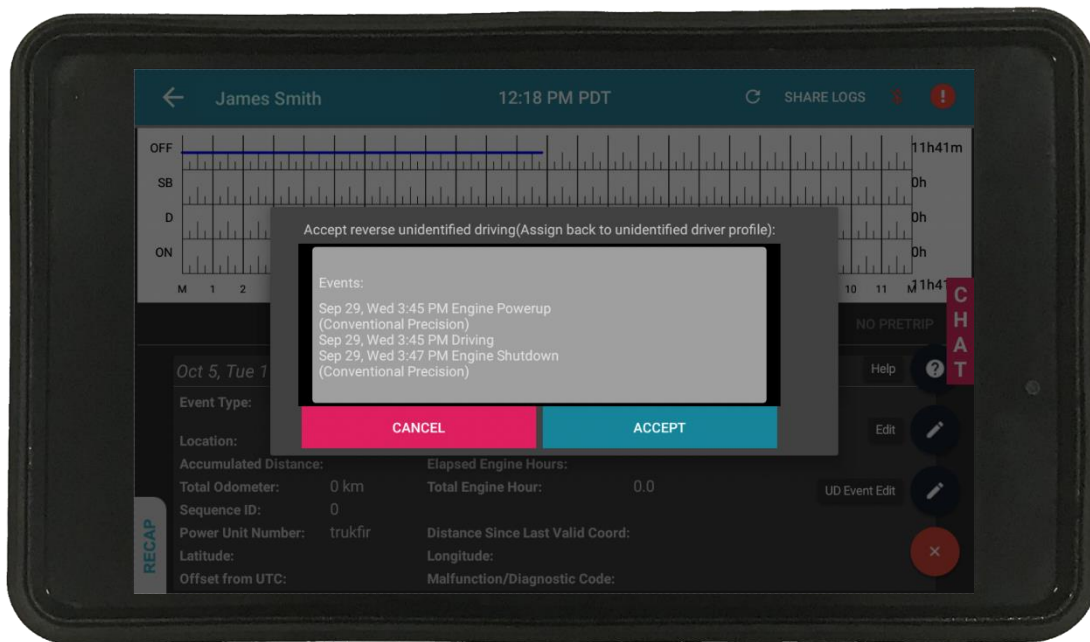 James Smith 12:18 PM PDT SHARE LOGS
OFF 11h41m
SB 0h
D 0h
ON 0h
M 1 2 10 11 M 11h41
Accept reverse unidentified driving(Assign back to unidentified driver profile):
Events:
Sep 29, Wed 3:45 PM Engine Powerup
(Conventional Precision)
Sep 29, Wed 3:45 PM Driving
Sep 29, Wed 3:47 PM Engine Shutdown
(Conventional Precision)
CANCEL ACCEPT
NO PRETRIP
CHAT
Oct 5, Tue 1
Help
Event Type:
Edit
Location:
Accumulated Distance: Elapsed Engine Hours:
Total Odometer: 0 km Total Engine Hour: 0.0
UD Event Edit
Sequence ID: 0
Power Unit Number: trukfir Distance Since Last Valid Coord:
Latitude: Longitude:
Offset from UTC: Malfunction/Diagnostic Code:
RECAP